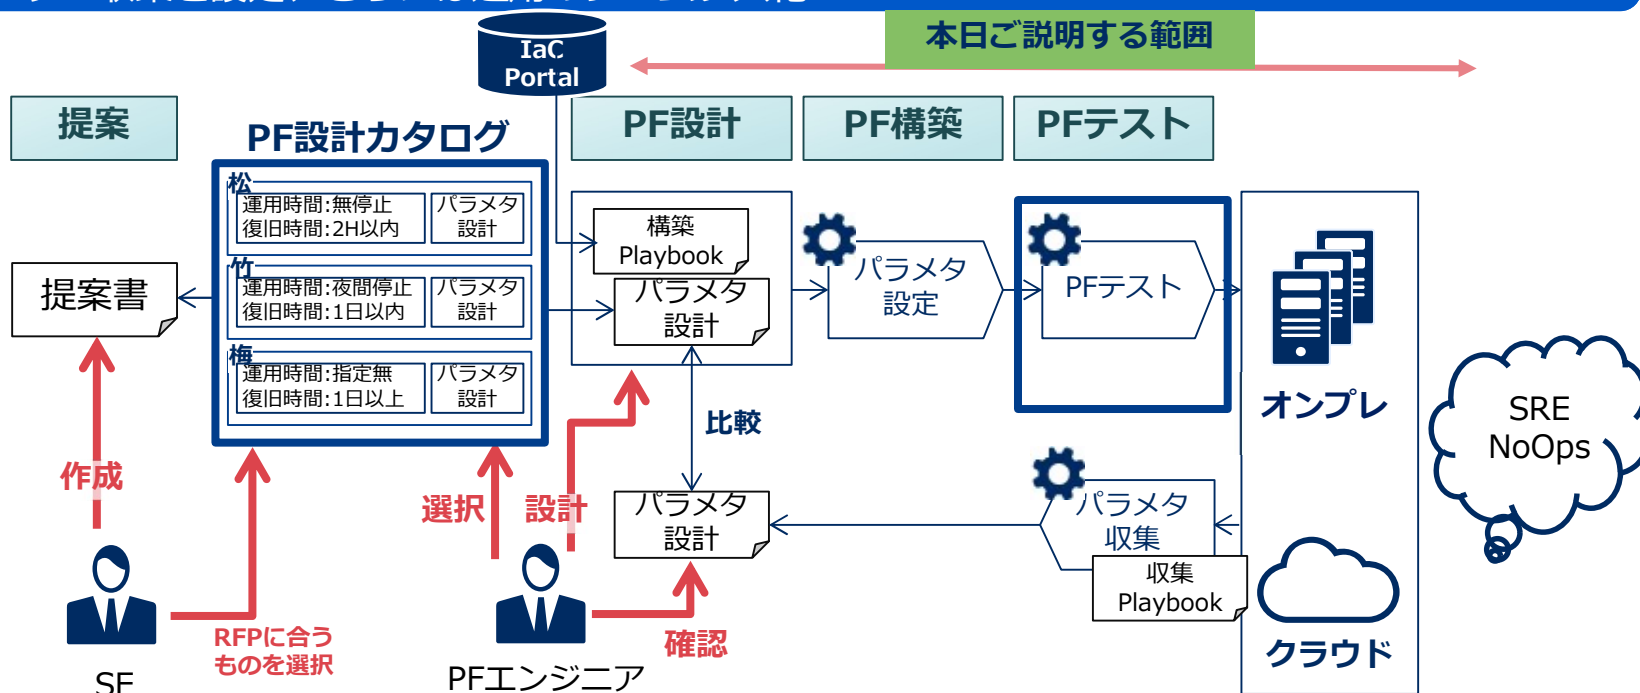 IaC
Portal
本日ご説明する範囲
提案
PF設計カタログ
PF設計
PF構築
PFテスト
松
運用時間:無停止
復旧時間:2H以内
パラメタ
設計
竹
運用時間:夜間停止
復旧時間:1日以内
パラメタ
設計
梅
運用時間:指定無
復旧時間:1日以上
パラメタ
設計
提案書
構築
Playbook
パラメタ
設計
パラメタ
設定
PFテスト
オンプレ
SRE
NoOps
比較
作成
選択
設計
パラメタ
設計
パラメタ
収集
収集
Playbook
クラウド
RFPに合う
ものを選択
確認
SE
PFエンジニア